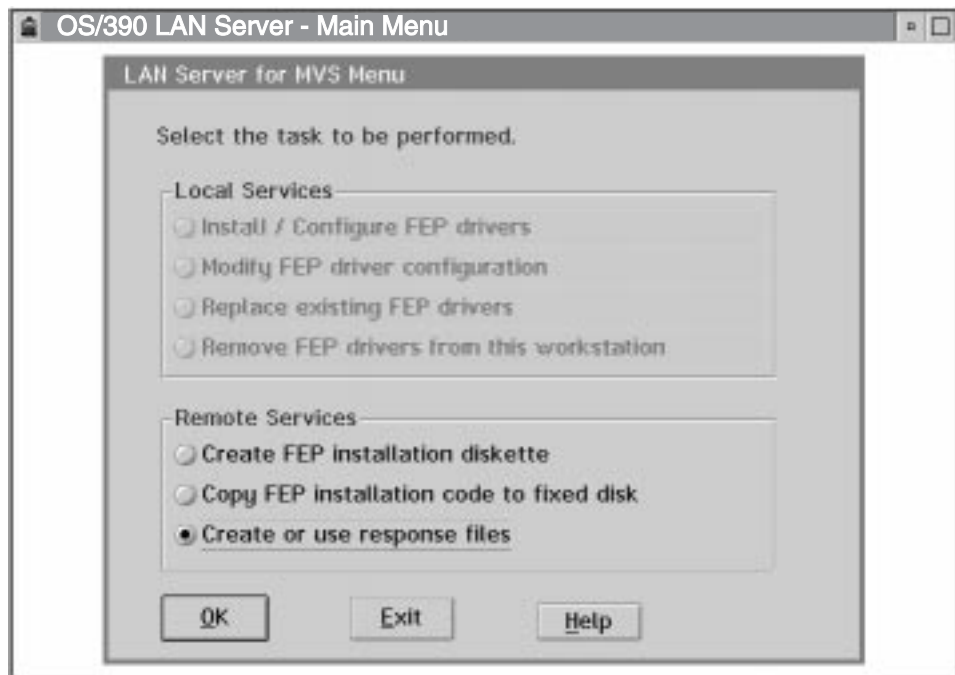 OS/390 LAN Server - Main Menu
LAN Server for MVS Menu
Select the task to be performed.
Local Services
Install / Configure FEP drivers
Modify FEP driver configuration
Replace existing FEP drivers
Remove FEP drivers from this workstation
Remote Services
Create FEP installation diskette
Copy FEP installation code to fixed disk
Create or use response files
OK
Exit
Help